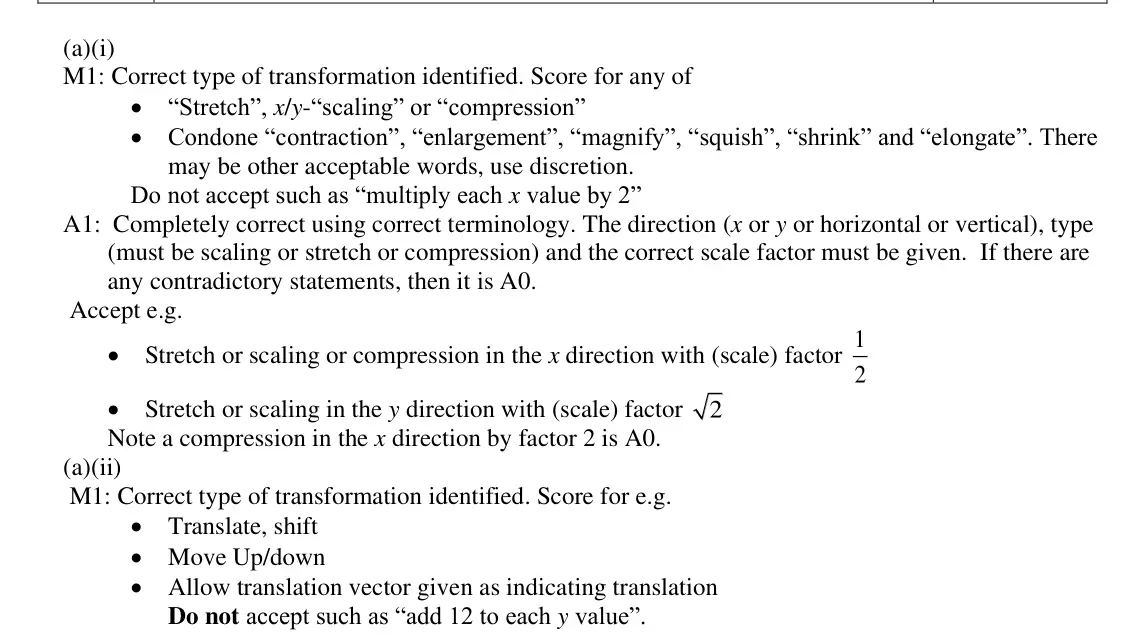 (a)(i)
M1: Correct type of transformation identified. Score for any of
• “Stretch”, x/y-“scaling” or “compression”
• Condone “contraction”, “enlargement”, “magnify”, “squish”, “shrink” and “elongate”. There
may be other acceptable words, use discretion.
Do not accept such as “multiply each x value by 2”
A1: Completely correct using correct terminology. The direction (x or y or horizontal or vertical), type
(must be scaling or stretch or compression) and the correct scale factor must be given. If there are
any contradictory statements, then it is A0.
Accept e.g.
• Stretch or scaling or compression in the x direction with (scale) factor 1/2
• Stretch or scaling in the y direction with (scale) factor √2
Note a compression in the x direction by factor 2 is A0.
(a)(ii)
M1: Correct type of transformation identified. Score for e.g.
• Translate, shift
• Move Up/down
• Allow translation vector given as indicating translation
Do not accept such as “add 12 to each y value”.